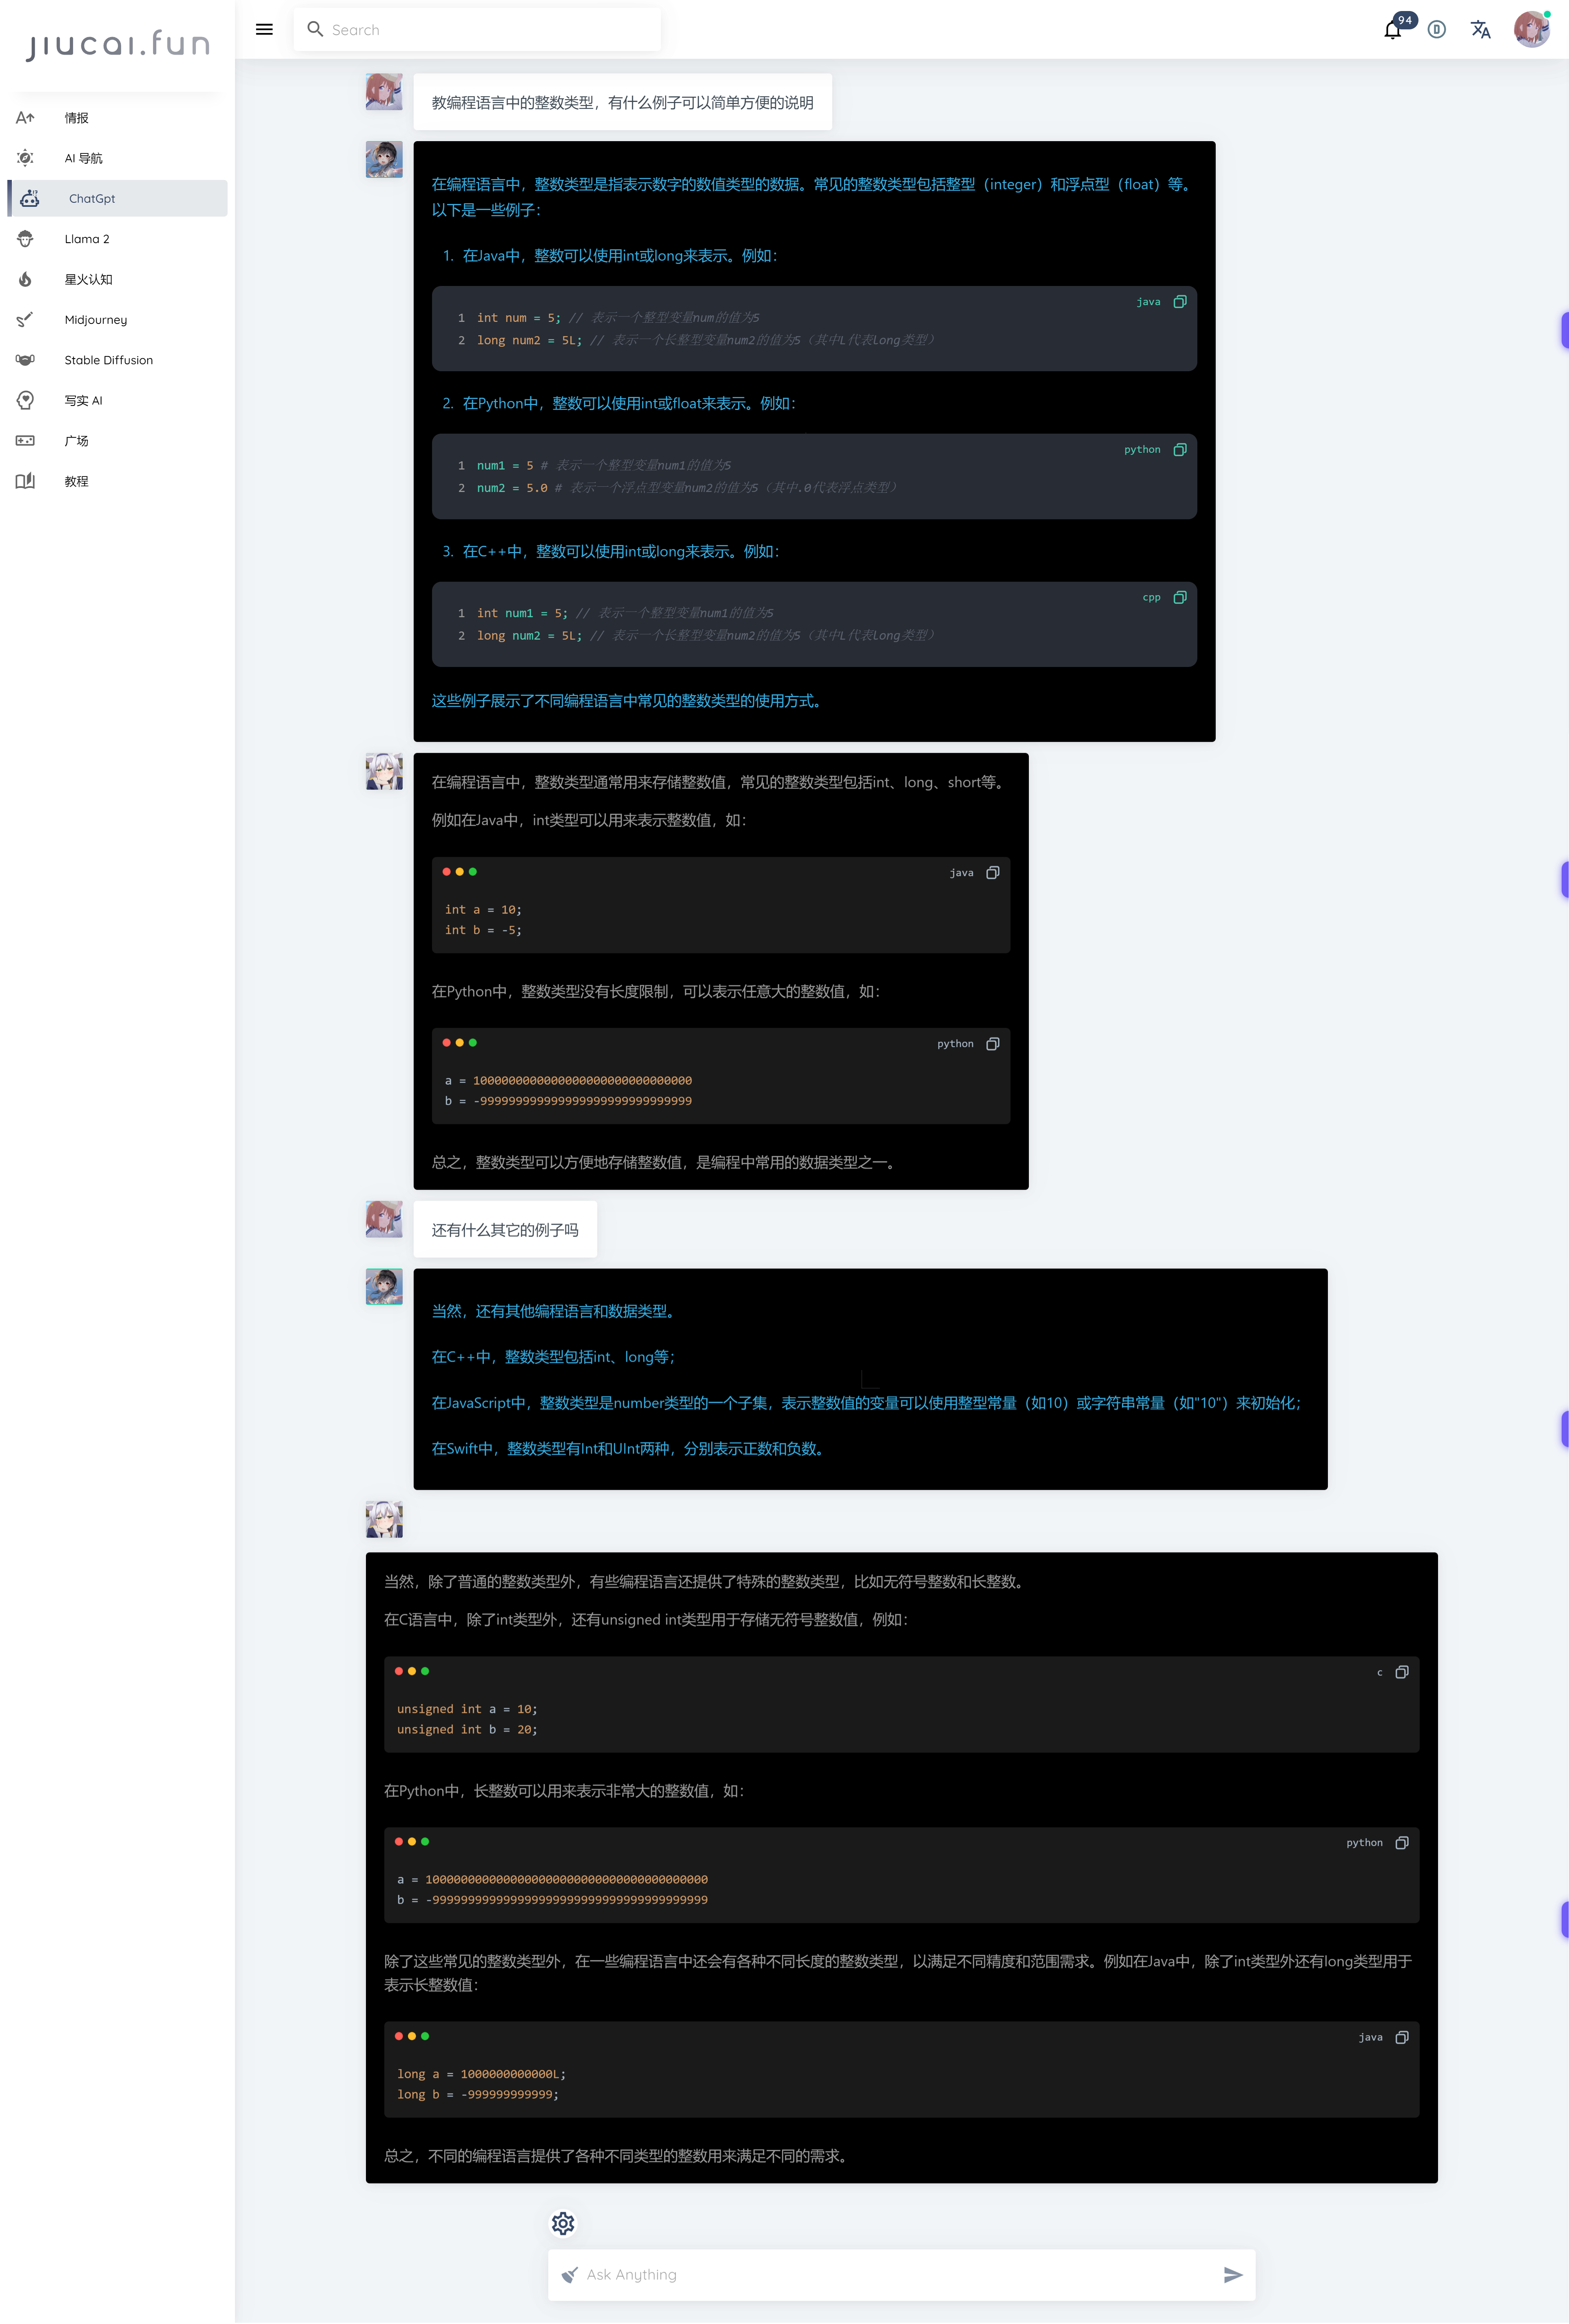 jiucai.fun
Search
94
情报
AI 导航
ChatGpt
Llama 2
星火认知
Midjourney
Stable Diffusion
写实 AI
广场
教程
教编程语言中的整数类型，有什么例子可以简单方便的说明
在编程语言中，整数类型是指表示数字的数值类型的数据。常见的整数类型包括整型（integer）和浮点型（float）等。
以下是一些例子：
1. 在Java中，整数可以使用int或long来表示。例如：
java
1 int num = 5; // 表示一个整型变量num的值为5
2 long num2 = 5L; // 表示一个长整型变量num2的值为5（其中L代表long类型）
2. 在Python中，整数可以使用int或float来表示。例如：
python
1 num1 = 5 # 表示一个整型变量num1的值为5
2 num2 = 5.0 # 表示一个浮点型变量num2的值为5（其中.0代表浮点类型）
3. 在C++中，整数可以使用int或long来表示。例如：
cpp
1 int num1 = 5; // 表示一个整型变量num1的值为5
2 long num2 = 5L; // 表示一个长整型变量num2的值为5（其中L代表long类型）
这些例子展示了不同编程语言中常见的整数类型的使用方式。
在编程语言中，整数类型通常用来存储整数值，常见的整数类型包括int、long、short等。
例如在Java中，int类型可以用来表示整数值，如：
java
int a = 10;
int b = -5;
在Python中，整数类型没有长度限制，可以表示任意大的整数值，如：
python
a =
b =
总之，整数类型可以方便地存储整数值，是编程中常用的数据类型之一。
还有什么其它的例子吗
当然，还有其他编程语言和数据类型。
在C++中，整数类型包括int、long等；
在JavaScript中，整数类型是number类型的一个子集，表示整数值的变量可以使用整型常量（如10）或字符串常量（如"10"）来初始化；
在Swift中，整数类型有Int和UInt两种，分别表示正数和负数。
当然，除了普通的整数类型外，有些编程语言还提供了特殊的整数类型，比如无符号整数和长整数。
在C语言中，除了int类型外，还有unsigned int类型用于存储无符号整数值，例如：
c
unsigned int a = 10;
unsigned int b = 20;
在Python中，长整数可以用来表示非常大的整数值，如：
python
a =
b =
除了这些常见的整数类型外，在一些编程语言中还会有各种不同长度的整数类型，以满足不同精度和范围需求。例如在Java中，除了int类型外还有long类型用于
表示长整数值：
java
long a = 1000000000000L;
long b = -999999999999;
总之，不同的编程语言提供了各种不同类型的整数用来满足不同的需求。
Ask Anything